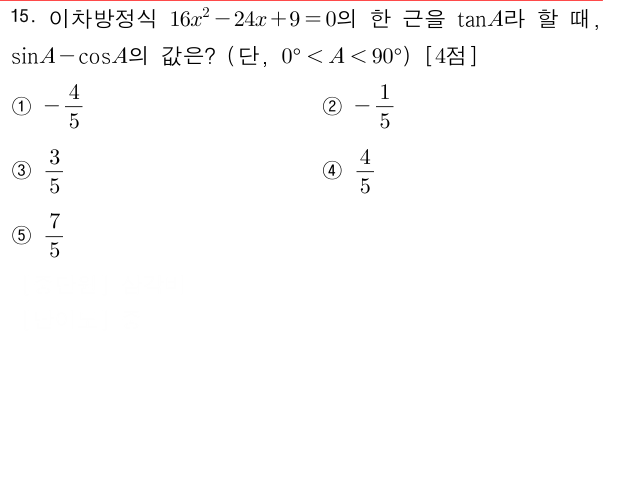 15. 이차방정식 16x² − 24x + 9 = 0의 한 근을 tanA라 할 때,
sinA − cosA의 값은? (단, 0° < A < 90°) [4점]
① −4/5 ② −1/5
③ 3/5 ④ 4/5
⑤ 7/5